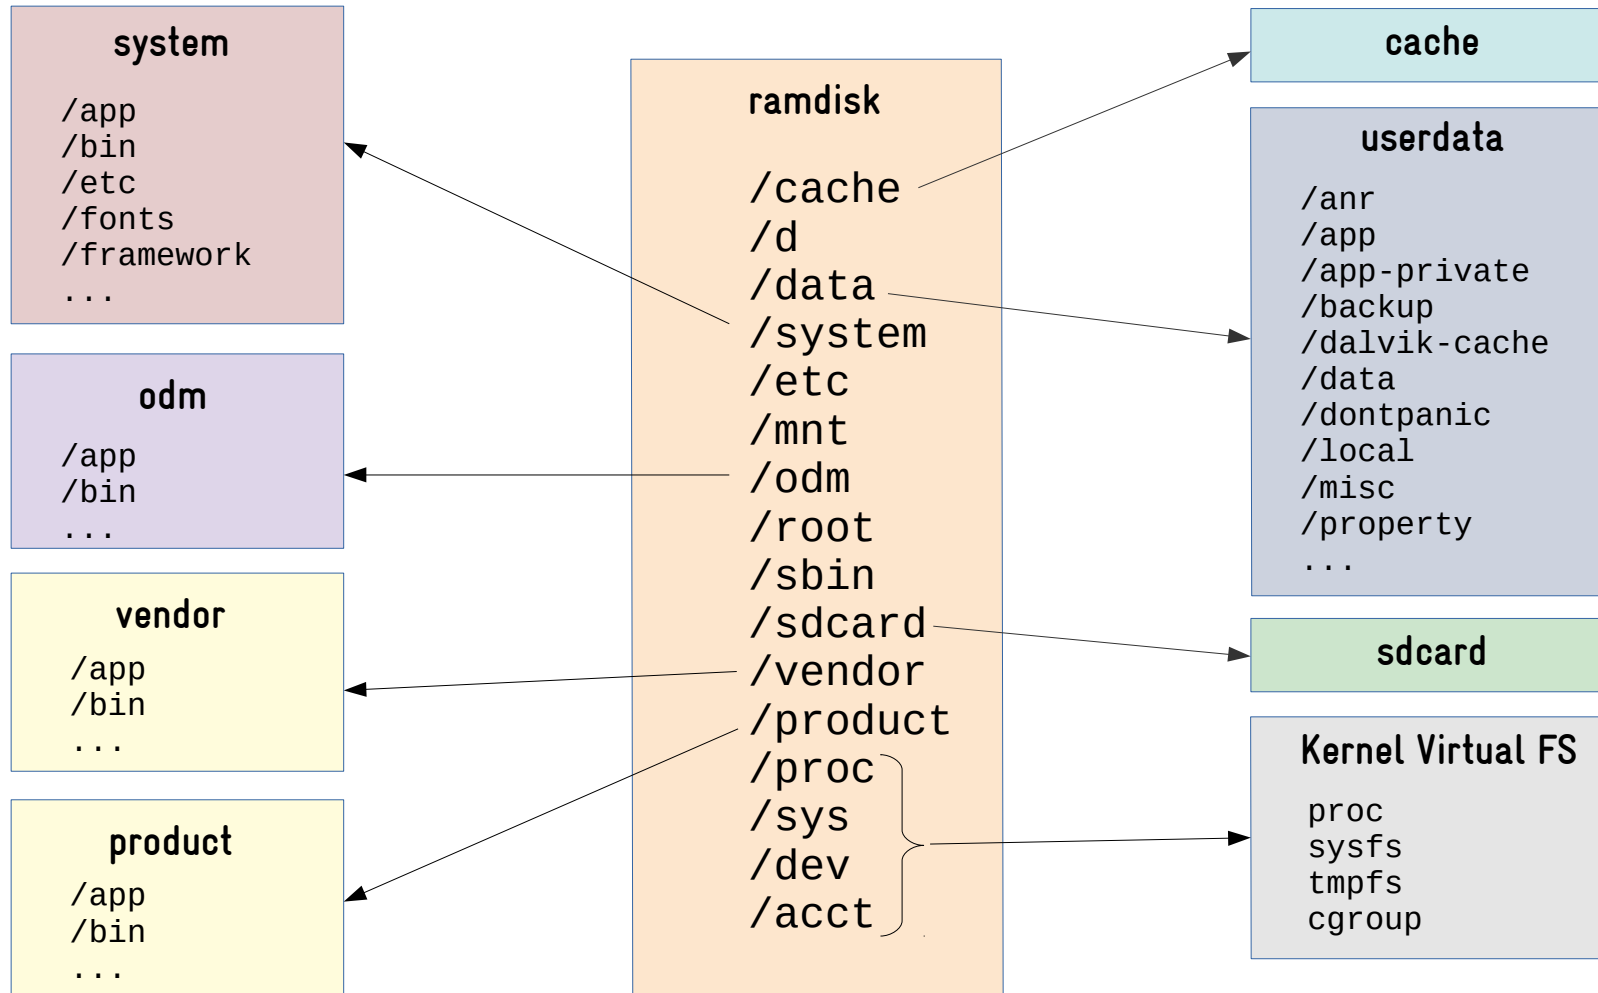 system
/app
/bin
/etc
/fonts
/framework
...
odm
/app
/bin
...
vendor
/app
/bin
...
product
/app
/bin
...
ramdisk
/cache
/d
/data
/system
/etc
/mnt
/odm
/root
/sbin
/sdcard
/vendor
/product
/proc
/sys
/dev
/acct
cache
userdata
/anr
/app
/app-private
/backup
/dalvik-cache
/data
/dontpanic
/local
/misc
/property
...
sdcard
Kernel Virtual FS
proc
sysfs
tmpfs
cgroup